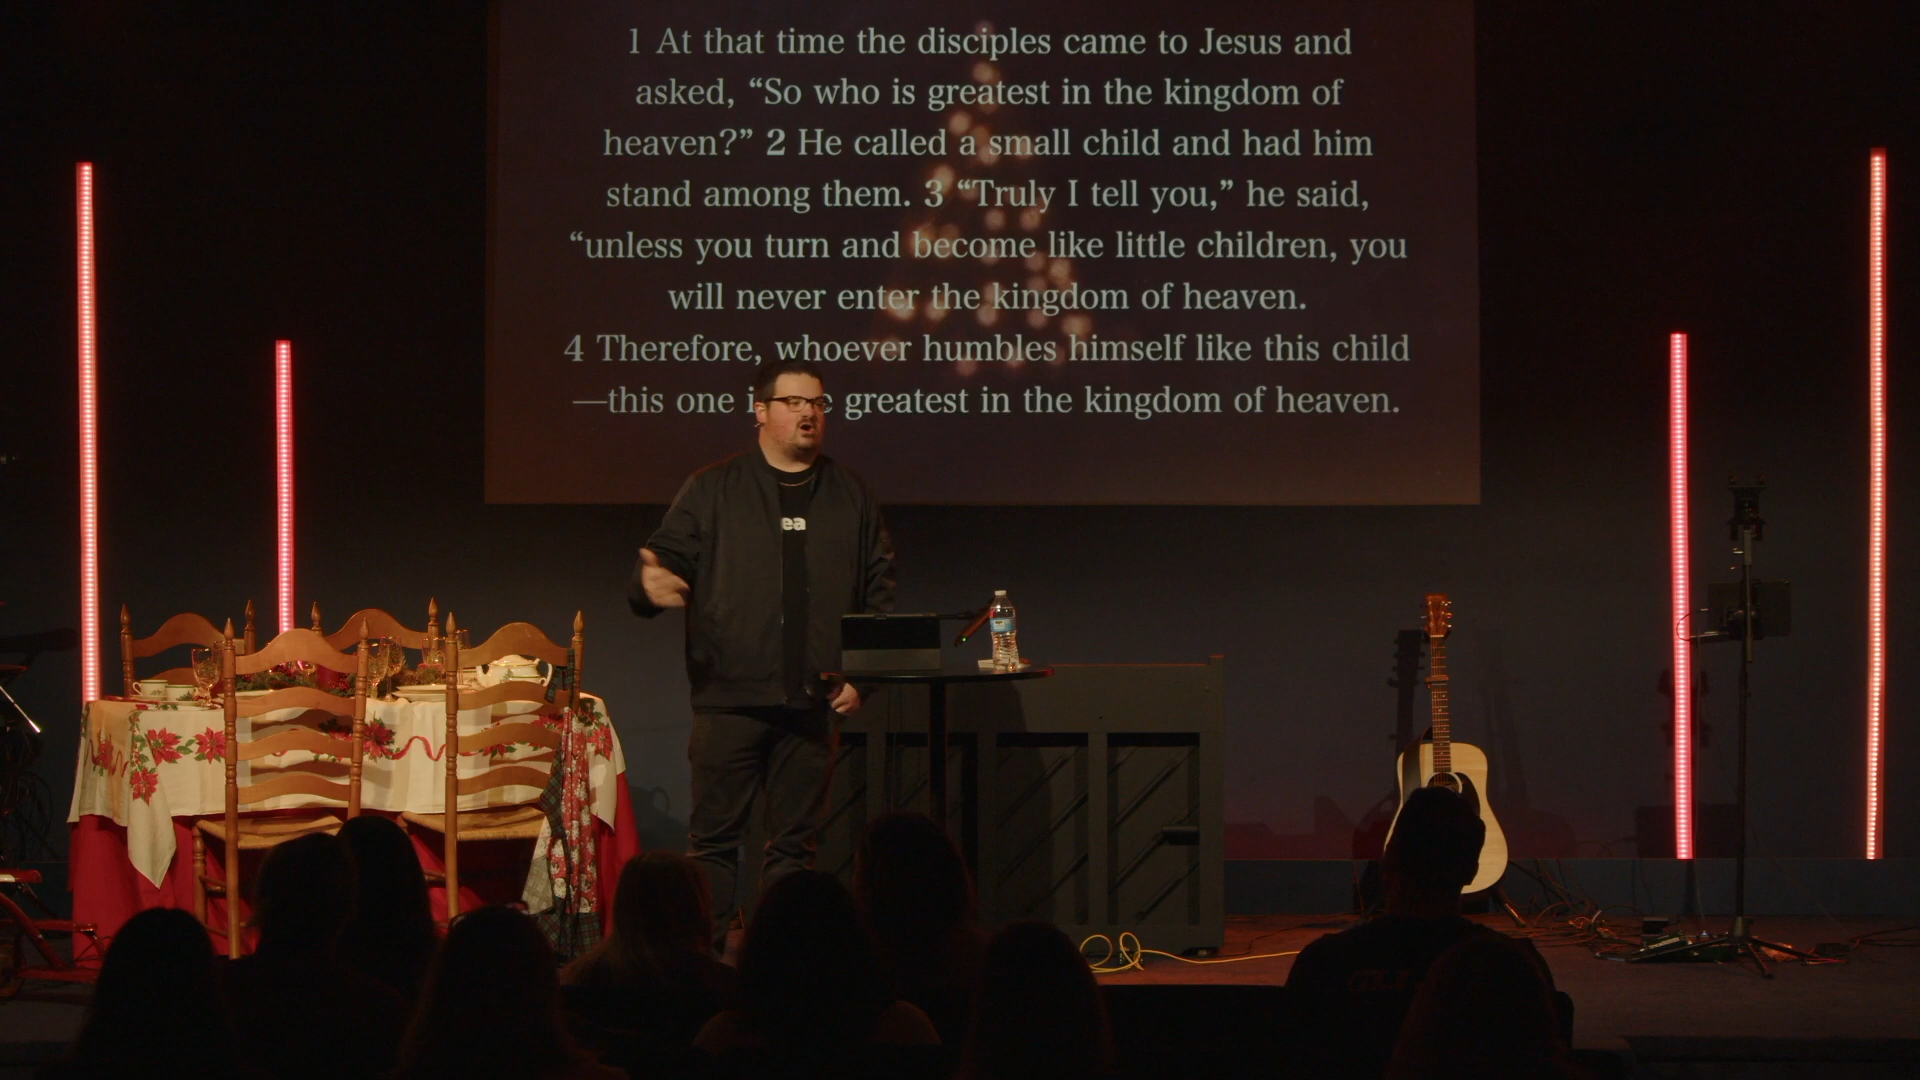 1 At that time the disciples came to Jesus and
asked, “So who is greatest in the kingdom of
heaven?” 2 He called a small child and had him
stand among them. 3 “Truly I tell you,” he said,
“unless you turn and become like little children, you
will never enter the kingdom of heaven.
4 Therefore, whoever humbles himself like this child
—this one greatest in the kingdom of heaven.
ea